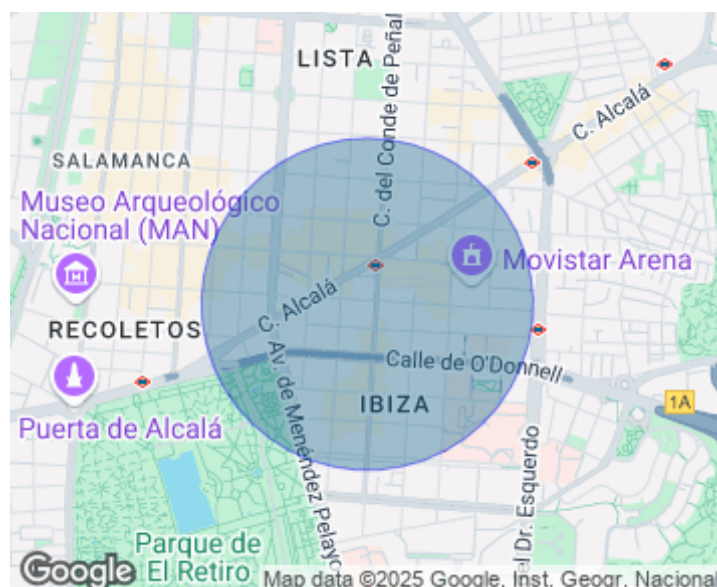 LISTA
C. del Conde de Peñal
C. Alcalá
SALAMANCA
Museo Arqueológico
Nacional (MAN)
Movistar Arena
C. Alcalá
RECOLETOS
Calle de O'Donnell
Av. de Menéndez Pelayo
IBIZA
1A
Puerta de Alcalá
el Dr. Esquerdo
Parque de
El Retiro
Google
Map data ©2025 Google, Inst. Geogr. Nacional